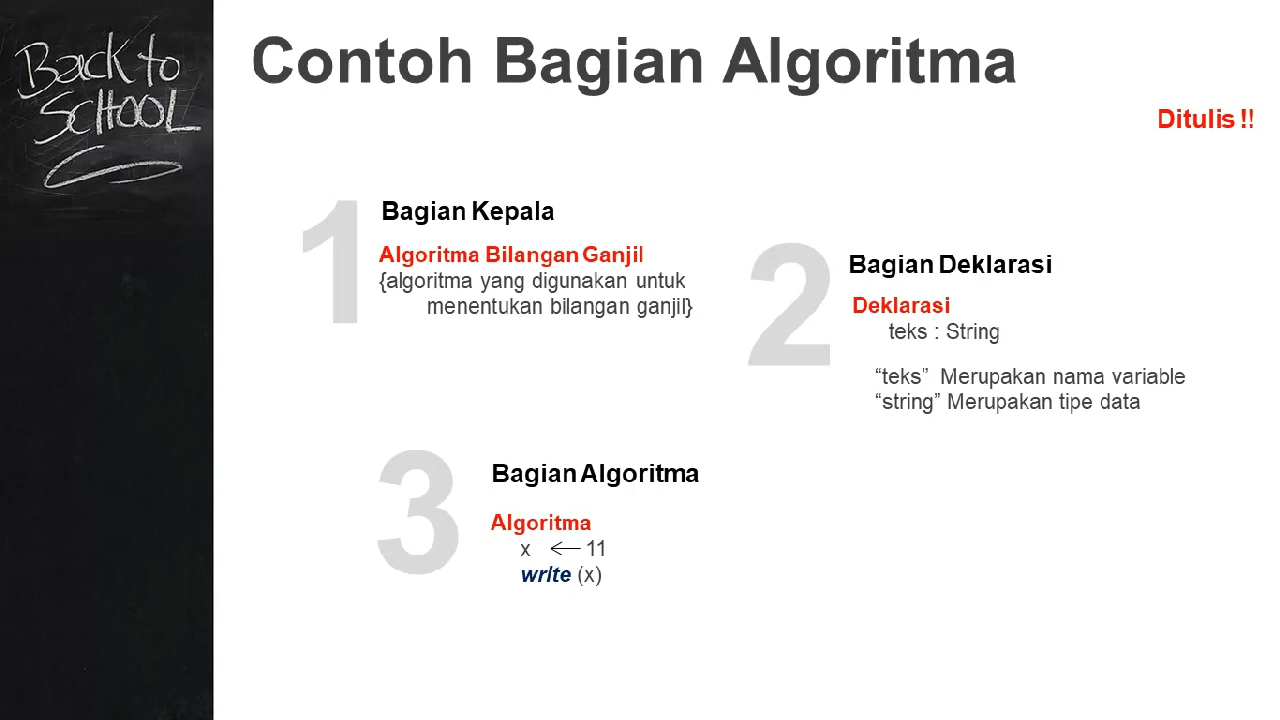 Back to
SCHOOL
Contoh Bagian Algoritma
Ditulis !!
1
Bagian Kepala
Algoritma Bilangan Ganjil
{algoritma yang digunakan untuk
menentukan bilangan ganjil}
2
Bagian Deklarasi
Deklarasi
teks : String
“teks” Merupakan nama variable
“string” Merupakan tipe data
3
Bagian Algoritma
Algoritma
x ← 11
write (x)